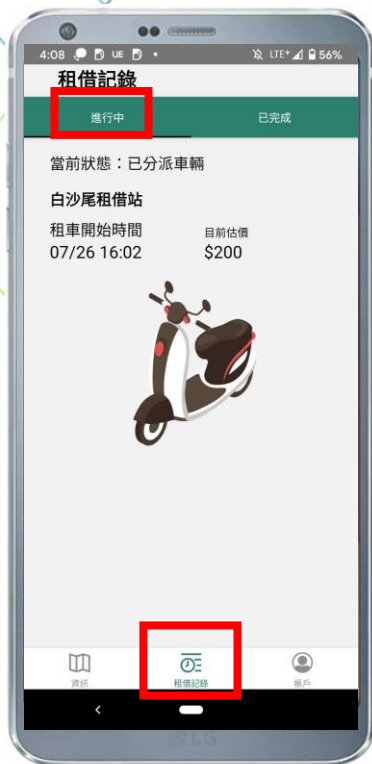 4:08 UE LTE+ 56%
租借記錄
進行中 已完成
當前狀態：已分派車輛
白沙尾租借站
租車開始時間 目前估價
07/26 16:02 $200
資訊 租借記錄 帳戶
LG